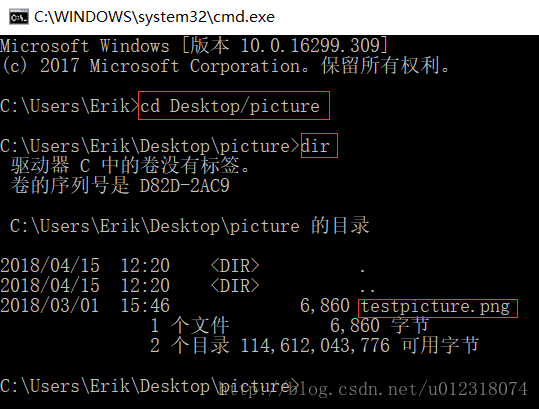 C:\WINDOWS\system32\cmd.exe
Microsoft Windows [版本 10.0.16299.309]
(c) 2017 Microsoft Corporation。保留所有权利。
C:\Users\Erik>cd Desktop/picture
C:\Users\Erik\Desktop\picture>dir
驱动器 C 中的卷没有标签。
卷的序列号是 D82D-2AC9
C:\Users\Erik\Desktop\picture 的目录
2018/04/15  12:20    <DIR>          .
2018/04/15  12:20    <DIR>          ..
2018/03/01  15:46             6,860 testpicture.png
1 个文件          6,860 字节
2 个目录 114,612,043,776 可用字节
C:\Users\Erik\Desktop\picture>
http://blog.csdn.net/u012318074